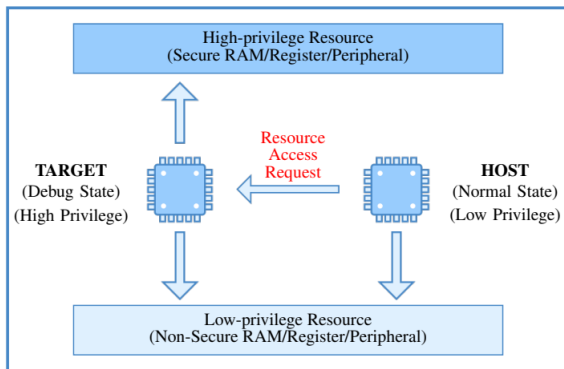 High-privilege Resource
(Secure RAM/Register/Peripheral)
Resource
Access
Request
TARGET
(Debug State)
(High Privilege)
HOST
(Normal State)
(Low Privilege)
Low-privilege Resource
(Non-Secure RAM/Register/Peripheral)